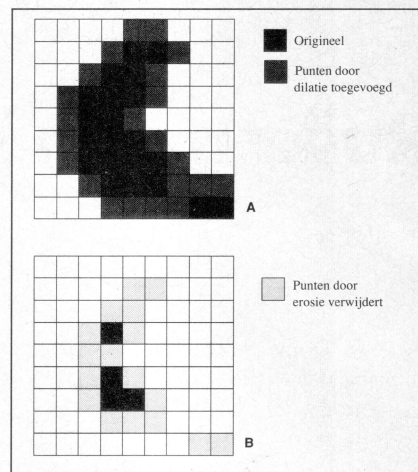 Origineel
Punten door
dilatie toegevoegd
A
Punten door
erosie verwijdert
B